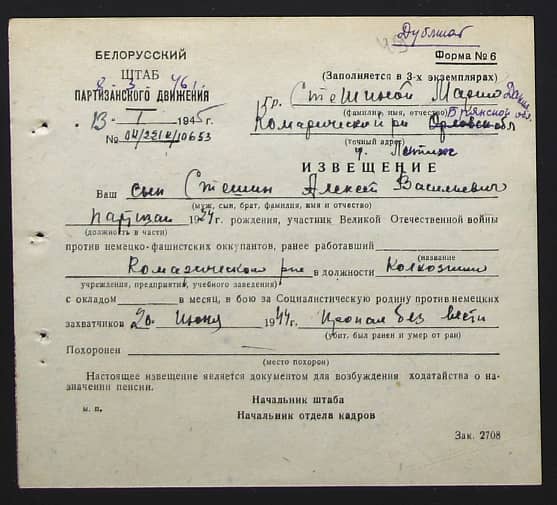 Дубликат
БЕЛОРУССКИЙ
Форма № 6
ШТАБ
(Заполняется в 3-х экземплярах)
ПАРТИЗАНСКОГО ДВИЖЕНИЯ
гр. Стешиной Марии
13 I 1945 г.
(фамилия, имя, отчество) Брянской обл.
№ 10653
Комаричский р-н Орловской обл
(точный адрес)
ИЗВЕЩЕНИЕ
Ваш сын Стешин Алексей Васильевич
(муж, сын, брат, фамилия, имя и отчество)
партизан 1924 г. рождения, участник Великой Отечественной войны
(должность в части)
против немецко-фашистских оккупантов, ранее работавший
(название
в должности Колхозник
учреждения, предприятия, учебного заведения)
с окладом в месяц, в бою за Социалистическую родину против немецких
захватчиков 20 Июня 1944 г. Пропал без вести
(убит. был ранен и умер от ран)
Похоронен
(место похорон)
Настоящее извещение является документом для возбуждения ходатайства о на-
значении пенсии.
Начальник штаба
м. п.
Начальник отдела кадров
Зак. 2708